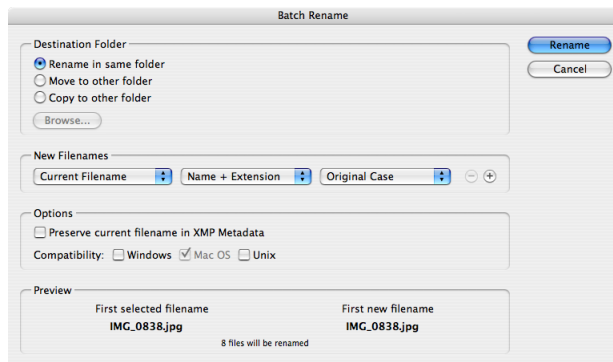 Batch Rename
Destination Folder
Rename in same folder
Move to other folder
Copy to other folder
Browse...
Rename
Cancel
New Filenames
Current Filename Name + Extension Original Case
Options
Preserve current filename in XMP Metadata
Compatibility: Windows Mac OS Unix
Preview
First selected filename First new filename
IMG_0838.jpg IMG_0838.jpg
8 files will be renamed